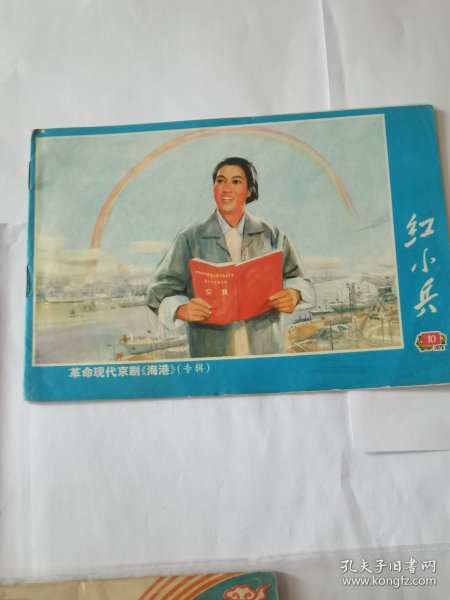 红小兵
10
1972
公报
革命现代京剧《海港》(专辑)
孔夫子旧书网
www.kongfz.com